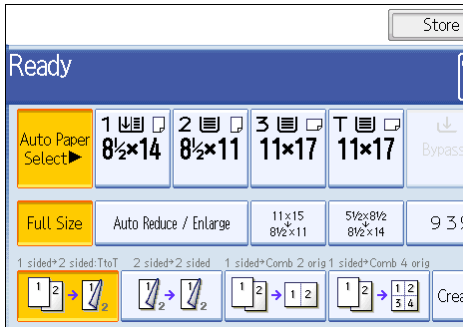 Store
Ready
Auto Paper
Select▶
1
8½×14
2
8½×11
3
11×17
T
11×17
Bypass
Full Size
Auto Reduce / Enlarge
11×15
8½×11
5½×8½
8½×14
93
1 sided→2 sided:TtoT
2 sided→2 sided
1 sided→Comb 2 orig
1 sided→Comb 4 orig
1 2
2
2
2
1 2
1 2
1 2
1 2
3 4
Crea